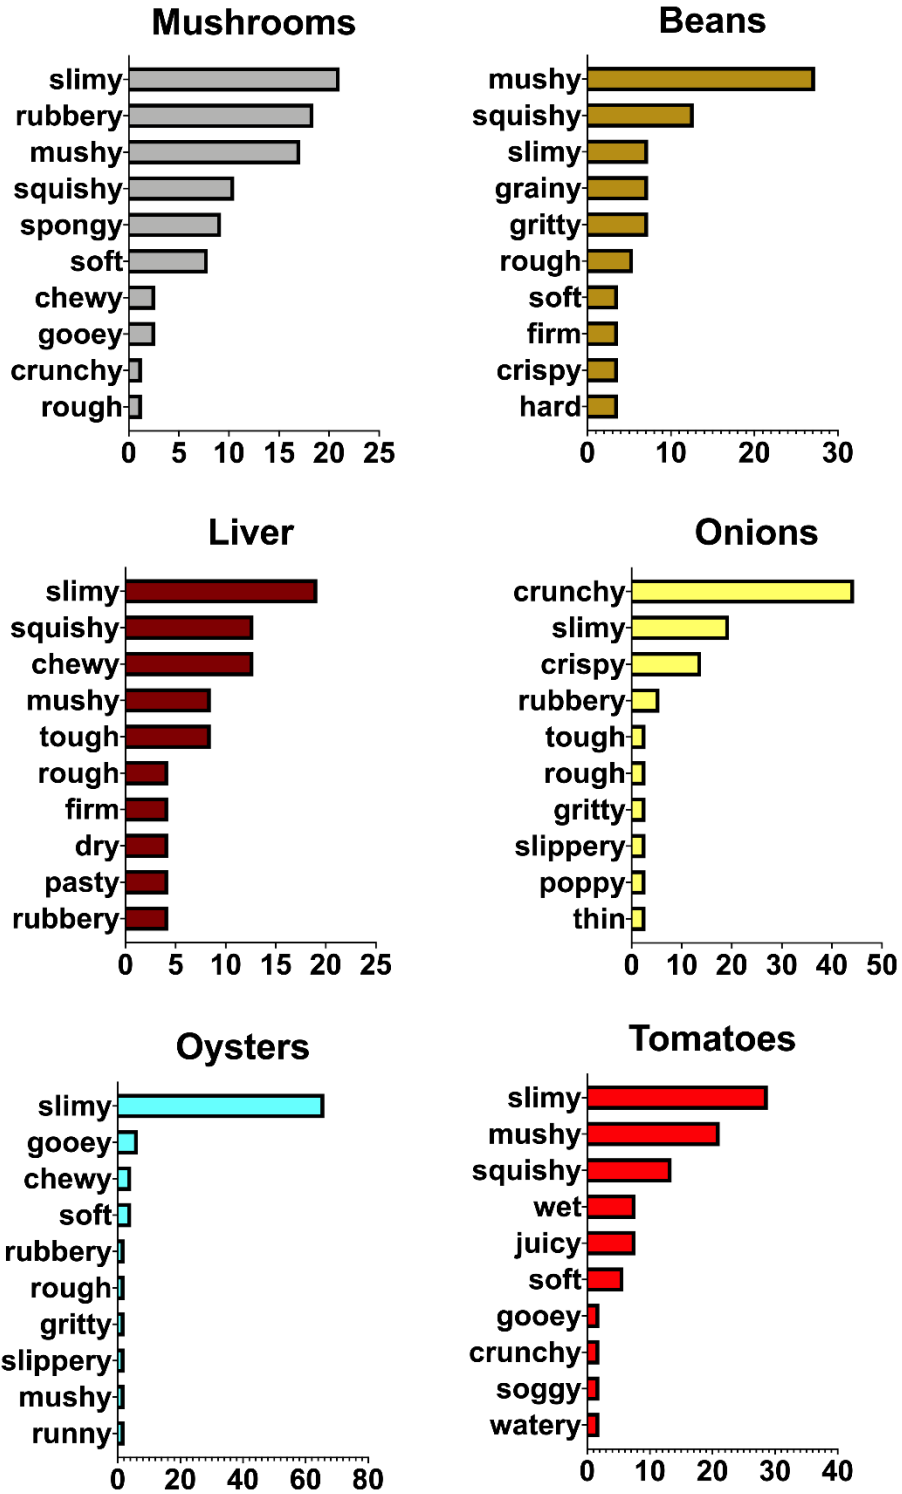 Mushrooms
slimy
rubbery
mushy
squishy
spongy
soft
chewy
gooey
crunchy
rough
0 5 10 15 20 25
Beans
mushy
squishy
slimy
grainy
gritty
rough
soft
firm
crispy
hard
0 10 20 30
Liver
slimy
squishy
chewy
mushy
tough
rough
firm
dry
pasty
rubbery
0 5 10 15 20 25
Onions
crunchy
slimy
crispy
rubbery
tough
rough
gritty
slippery
poppy
thin
0 10 20 30 40 50
Oysters
slimy
gooey
chewy
soft
rubbery
rough
gritty
slippery
mushy
runny
0 20 40 60 80
Tomatoes
slimy
mushy
squishy
wet
juicy
soft
gooey
crunchy
soggy
watery
0 10 20 30 40